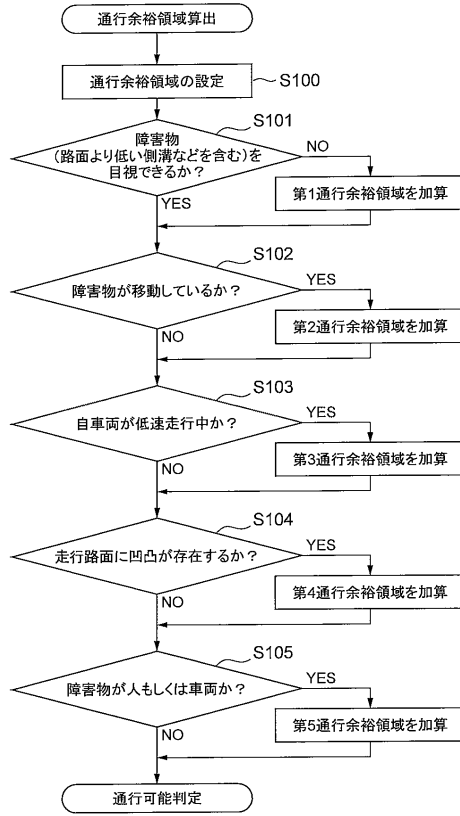 通行余裕領域算出
通行余裕領域の設定
S100
S101
障害物
(路面より低い側溝などを含む)を
目視できるか？
NO
第1通行余裕領域を加算
YES
S102
障害物が移動しているか？
YES
第2通行余裕領域を加算
NO
S103
自車両が低速走行中か？
YES
第3通行余裕領域を加算
NO
S104
走行路面に凹凸が存在するか？
YES
第4通行余裕領域を加算
NO
S105
障害物が人もしくは車両か？
YES
第5通行余裕領域を加算
NO
通行可能判定